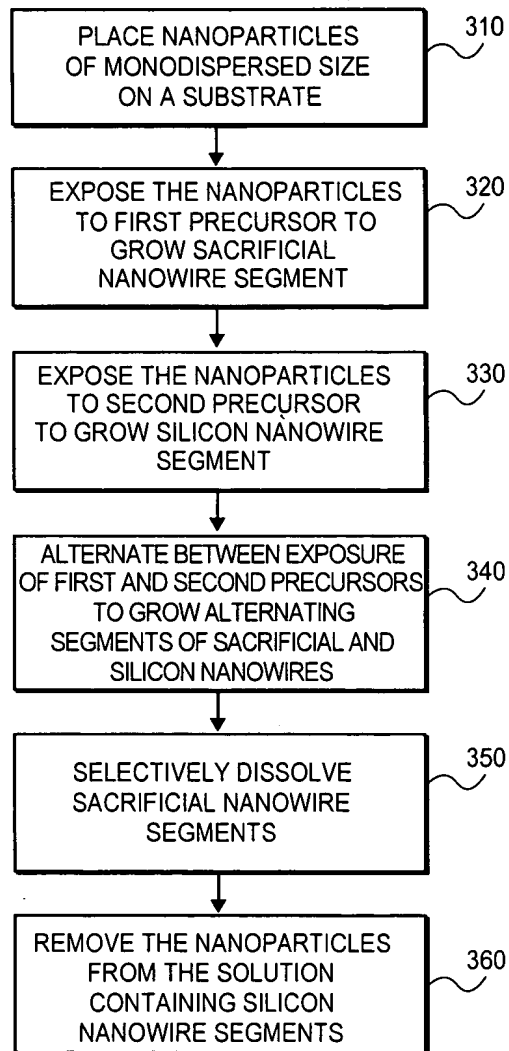 PLACE NANOPARTICLES
OF MONODISPERSED SIZE
ON A SUBSTRATE
310
EXPOSE THE NANOPARTICLES
TO FIRST PRECURSOR TO
GROW SACRIFICIAL
NANOWIRE SEGMENT
320
EXPOSE THE NANOPARTICLES
TO SECOND PRECURSOR
TO GROW SILICON NANOWIRE
SEGMENT
330
ALTERNATE BETWEEN EXPOSURE
OF FIRST AND SECOND PRECURSORS
TO GROW ALTERNATING
SEGMENTS OF SACRIFICIAL AND
SILICON NANOWIRES
340
SELECTIVELY DISSOLVE
SACRIFICIAL NANOWIRE
SEGMENTS
350
REMOVE THE NANOPARTICLES
FROM THE SOLUTION
CONTAINING SILICON
NANOWIRE SEGMENTS
360